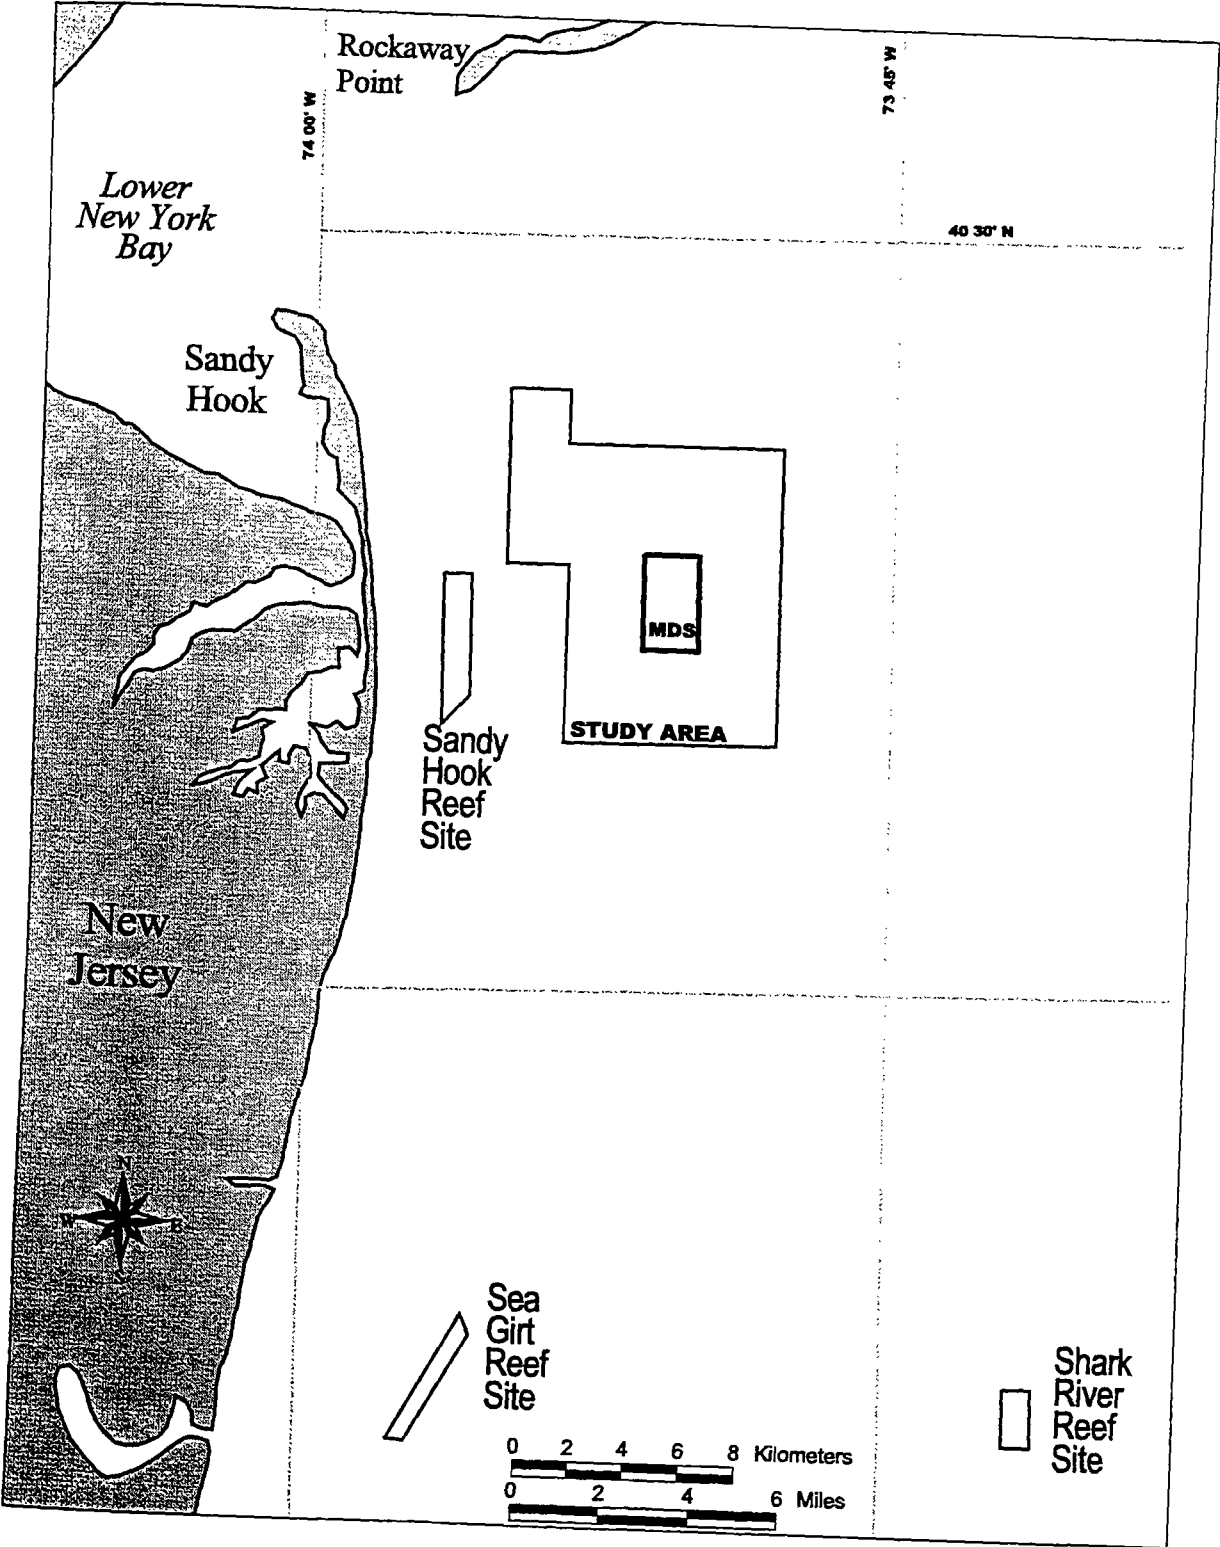 Rockaway
Point
74 00' W
73 45' W
Lower
New York
Bay
40 30' N
Sandy
Hook
MDS
STUDY AREA
Sandy
Hook
Reef
Site
New
Jersey
N
W
E
S
Sea
Girt
Reef
Site
Shark
River
Reef
Site
0 2 4 6 8 Kilometers
0 2 4 6 Miles